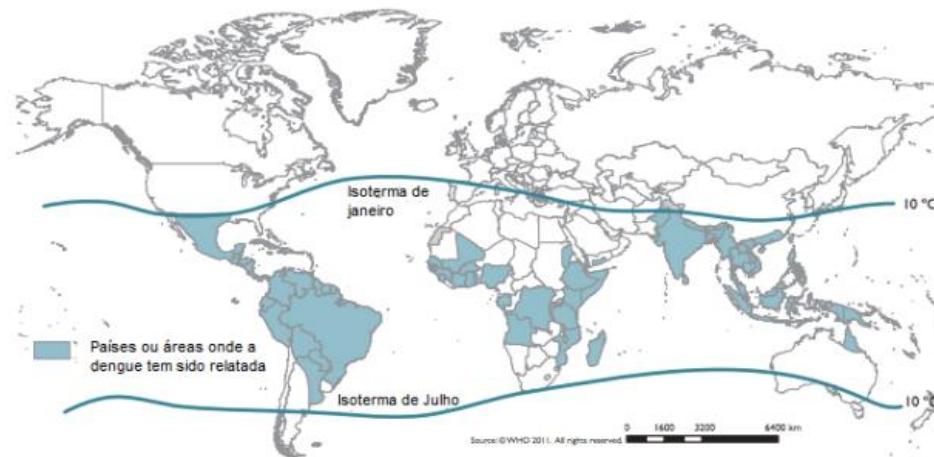 Isoterma de
janeiro
10 °C
Países ou áreas onde a
dengue tem sido relatada
Isoterma de Julho
10 °C
Source: © WHO 2011. All rights reserved.
0 1600 3200 6400 km